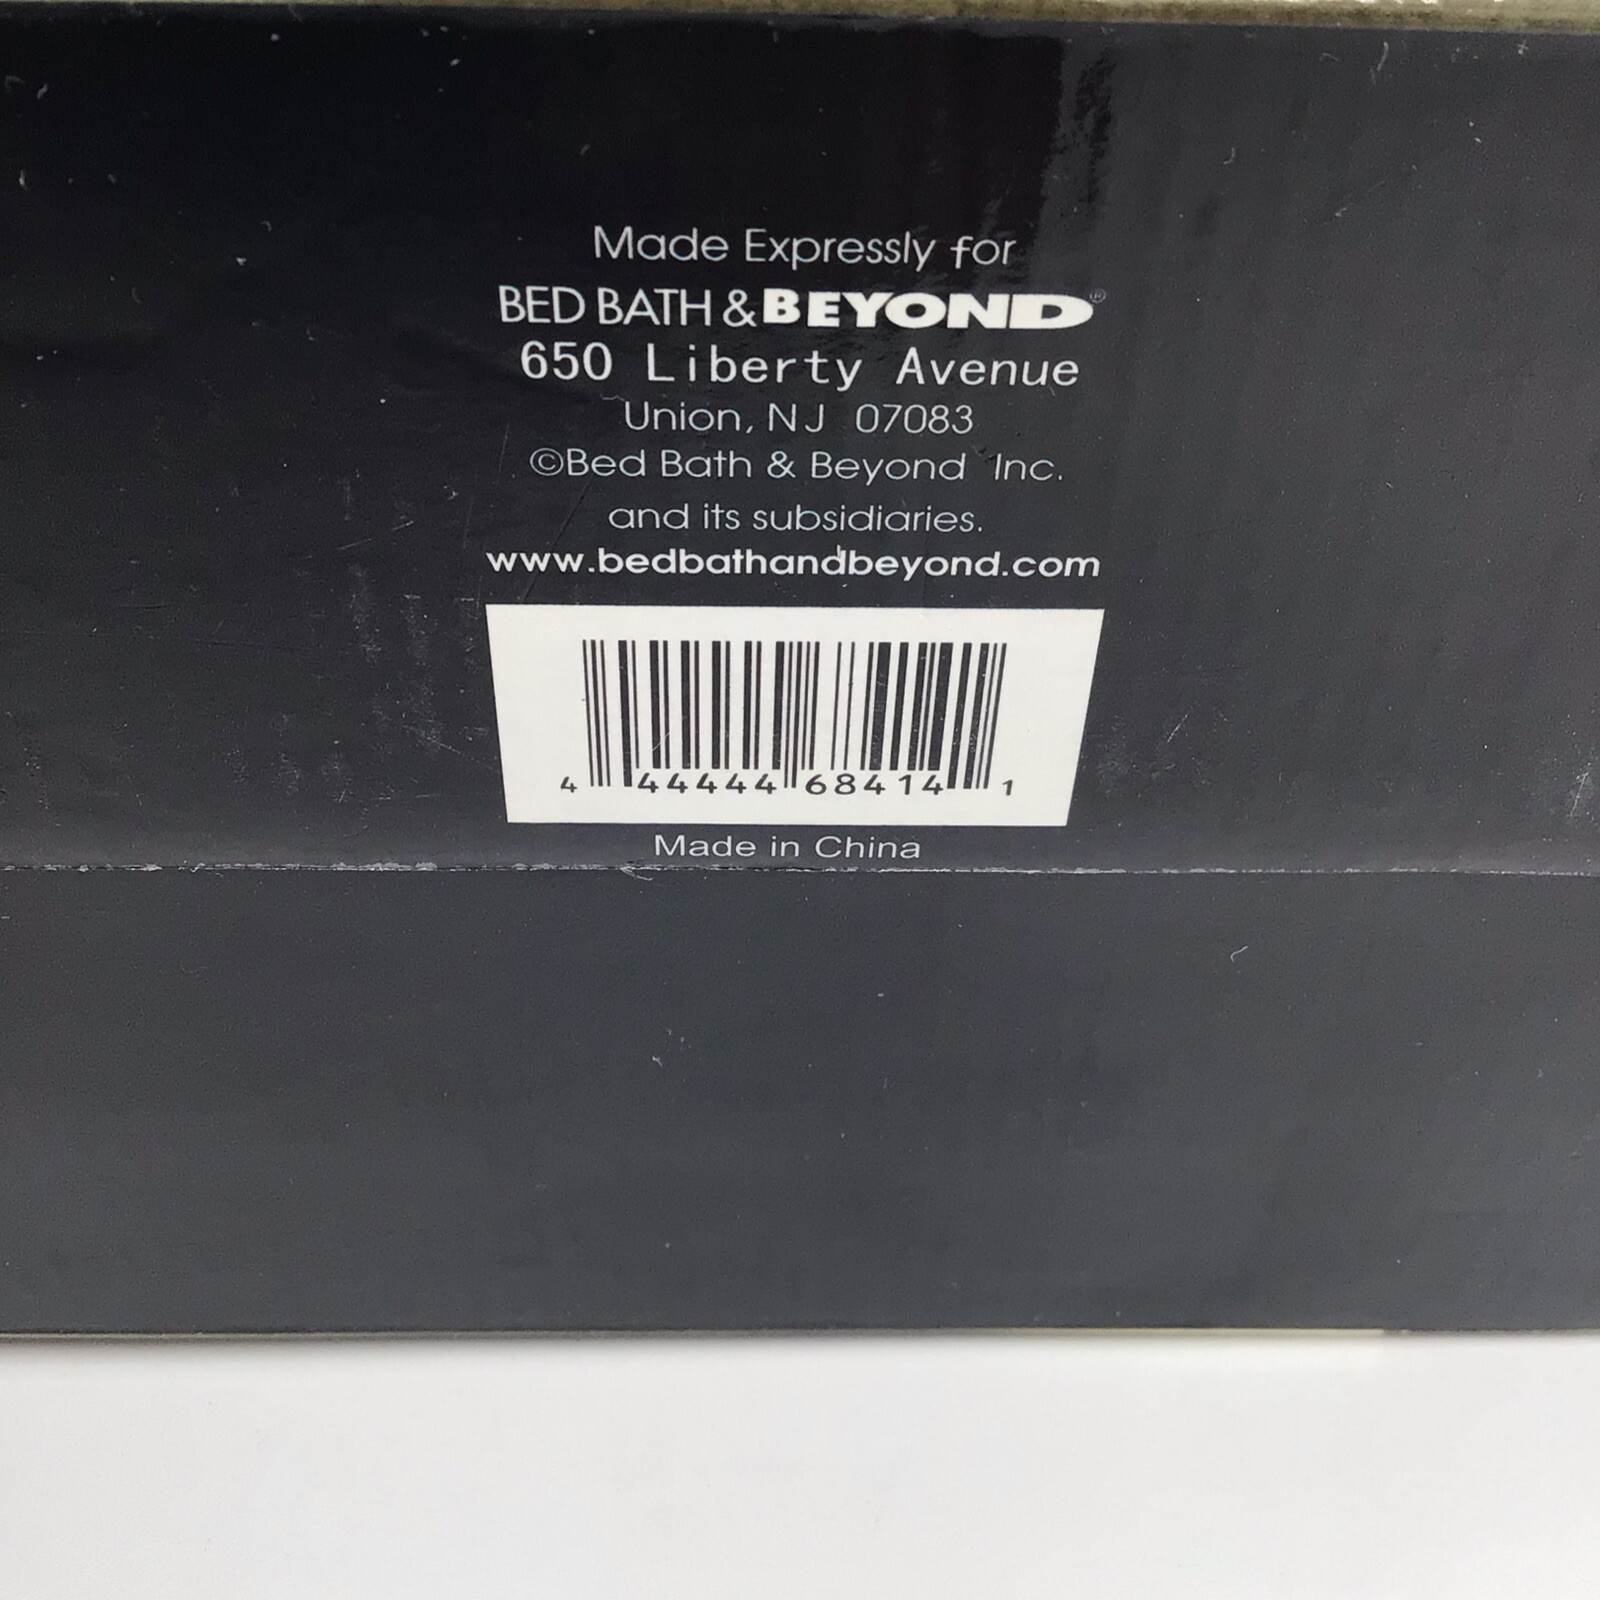 Made Expressly for
BED BATH & BEYOND®
650 Liberty Avenue
Union, NJ 07083
©Bed Bath & Beyond Inc.
and its subsidiaries.
www.bedbathandbeyond.com
4 44444 68414 1
Made in China